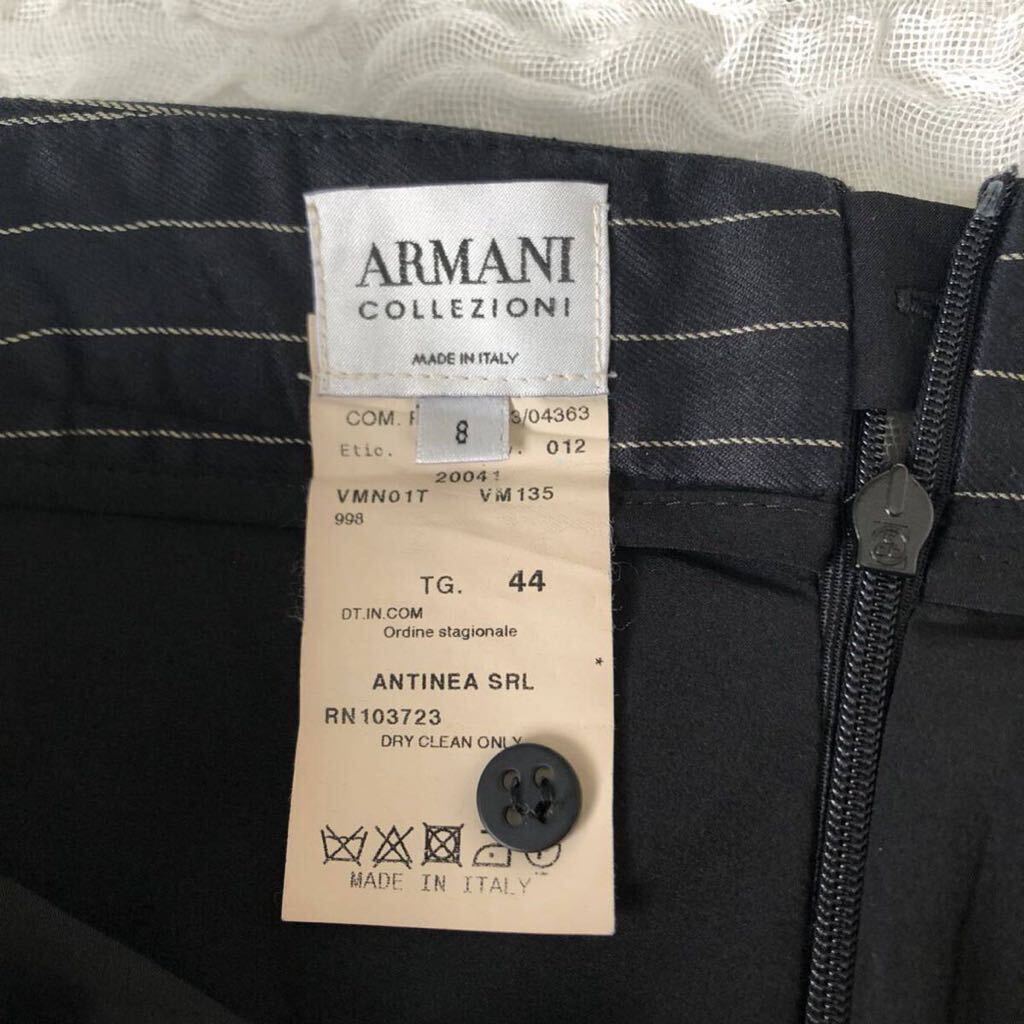 ARMANI
COLLEZIONI
MADE IN ITALY
8
COM. 3/04363
Etic. 012
20041
VMN01T VM135
998
TG. 44
DT.IN.COM
Ordine stagionale
*
ANTINEA SRL
RN103723
DRY CLEAN ONLY
MADE IN ITALY